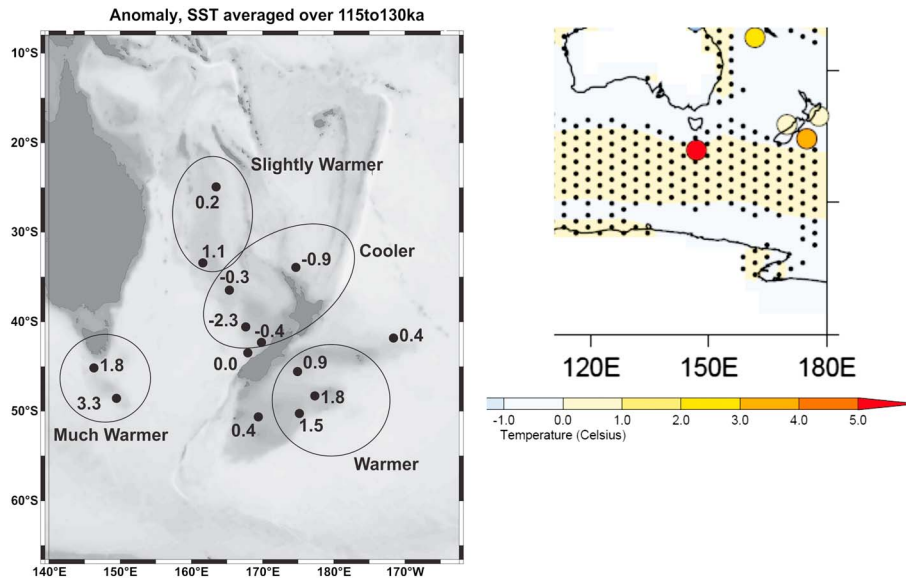 Anomaly, SST averaged over 115to130ka
10°S
20°S
30°S
40°S
50°S
60°S
140°E
150°E
160°E
170°E
180°E
170°W
Slightly Warmer
0.2
1.1
Cooler
-0.9
-0.3
-2.3
-0.4
0.0
0.4
1.8
3.3
Much Warmer
0.9
1.8
1.5
0.4
Warmer
120E
150E
180E
-1.0
0.0
1.0
2.0
3.0
4.0
5.0
Temperature (Celsius)